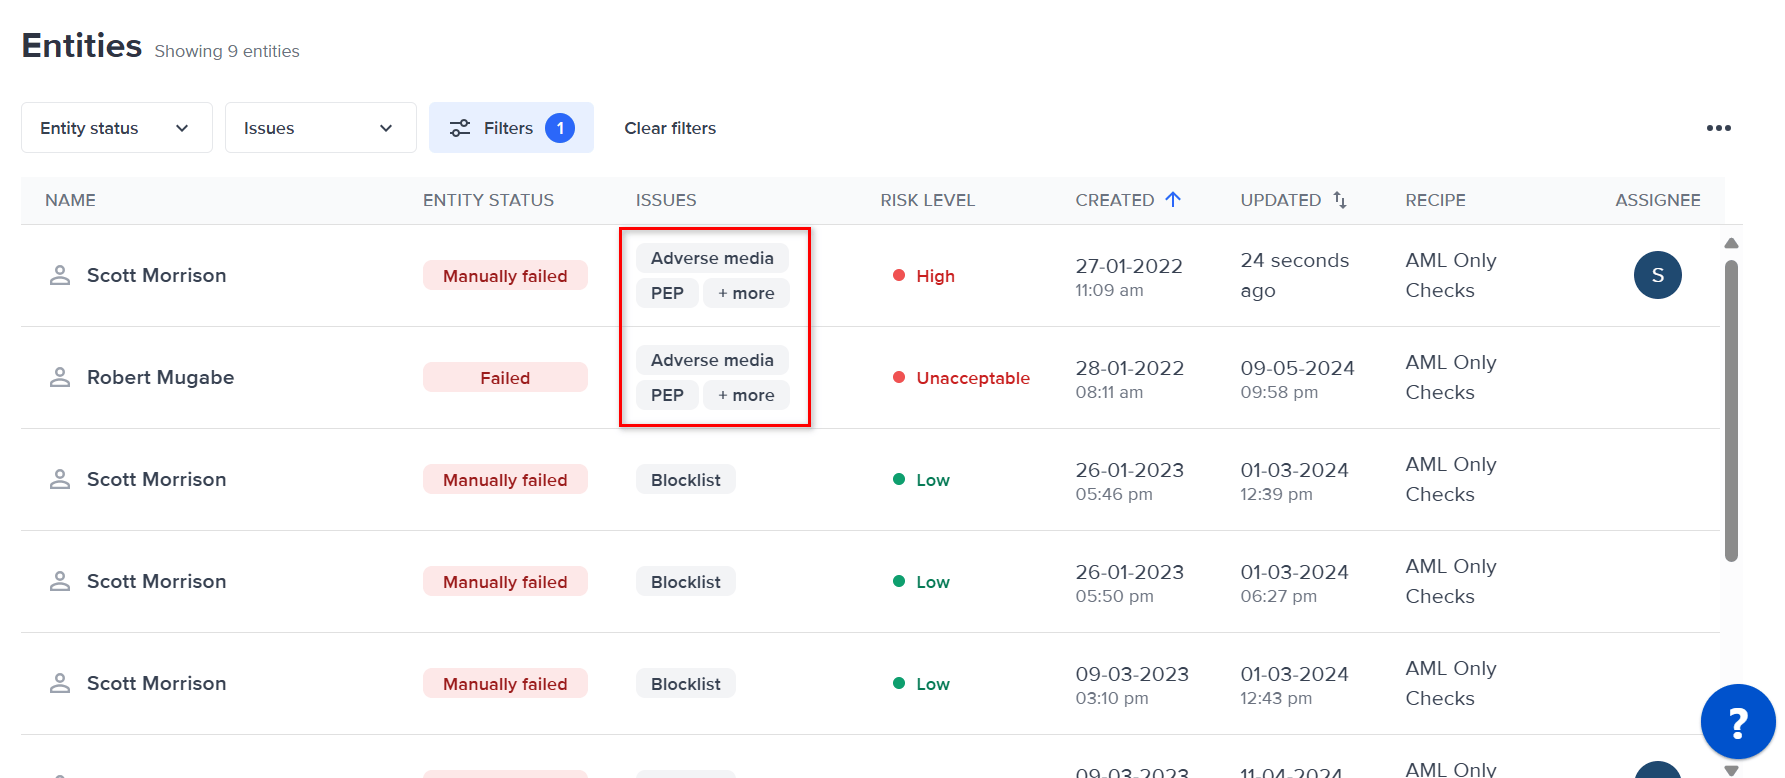 Entities Showing 9 entities
Entity status Issues Filters 1 Clear filters
NAME ENTITY STATUS ISSUES RISK LEVEL CREATED UPDATED RECIPE ASSIGNEE
Scott Morrison Manually failed Adverse media PEP + more High 27-01-2022 11:09 am 24 seconds ago AML Only Checks S
Robert Mugabe Failed Adverse media PEP + more Unacceptable 28-01-2022 08:11 am 09-05-2024 09:58 pm AML Only Checks
Scott Morrison Manually failed Blocklist Low 26-01-2023 05:46 pm 01-03-2024 12:39 pm AML Only Checks
Scott Morrison Manually failed Blocklist Low 26-01-2023 05:50 pm 01-03-2024 06:27 pm AML Only Checks
Scott Morrison Manually failed Blocklist Low 09-03-2023 03:10 pm 01-03-2024 12:43 pm AML Only Checks
?
09-03-2023 11-04-2024 AML Only